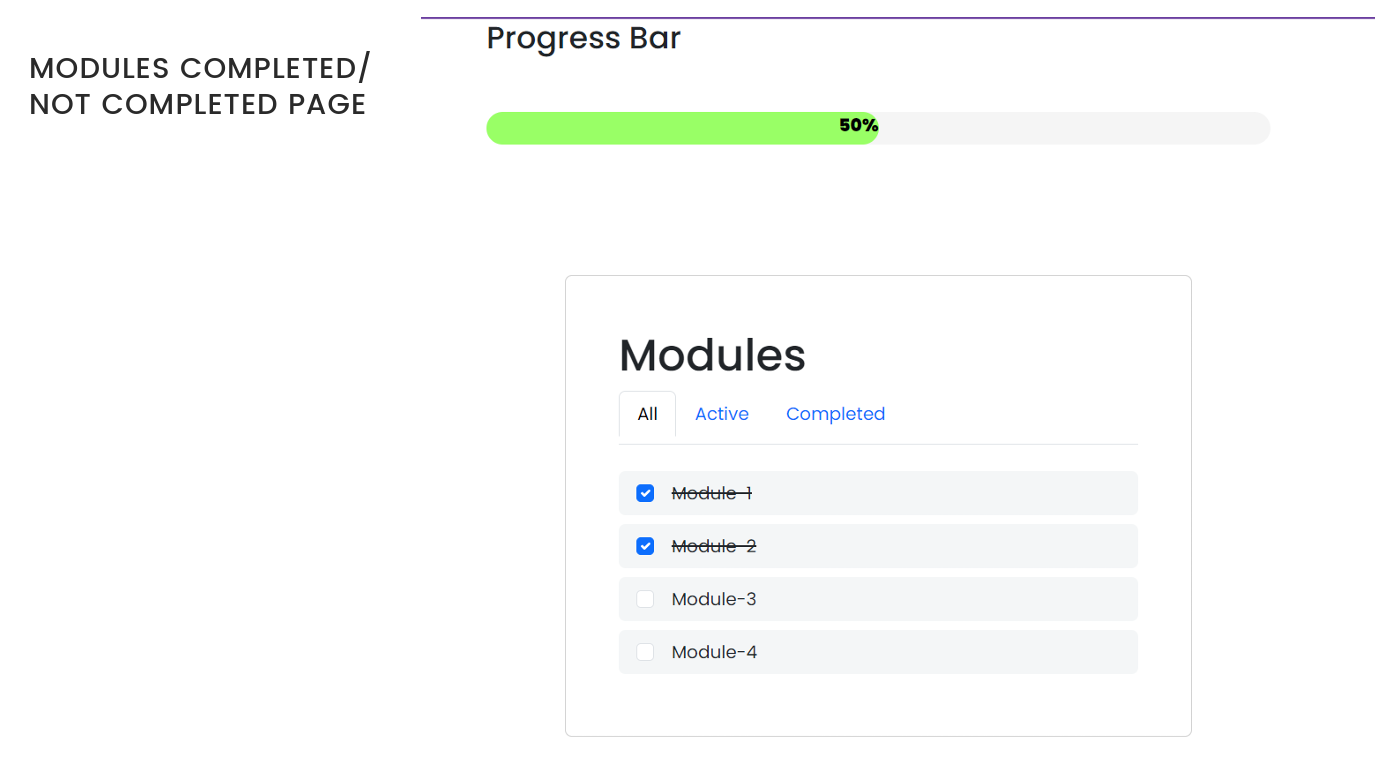 MODULES COMPLETED/
NOT COMPLETED PAGE
Progress Bar
50%
Modules
All Active Completed
Module-1
Module-2
Module-3
Module-4